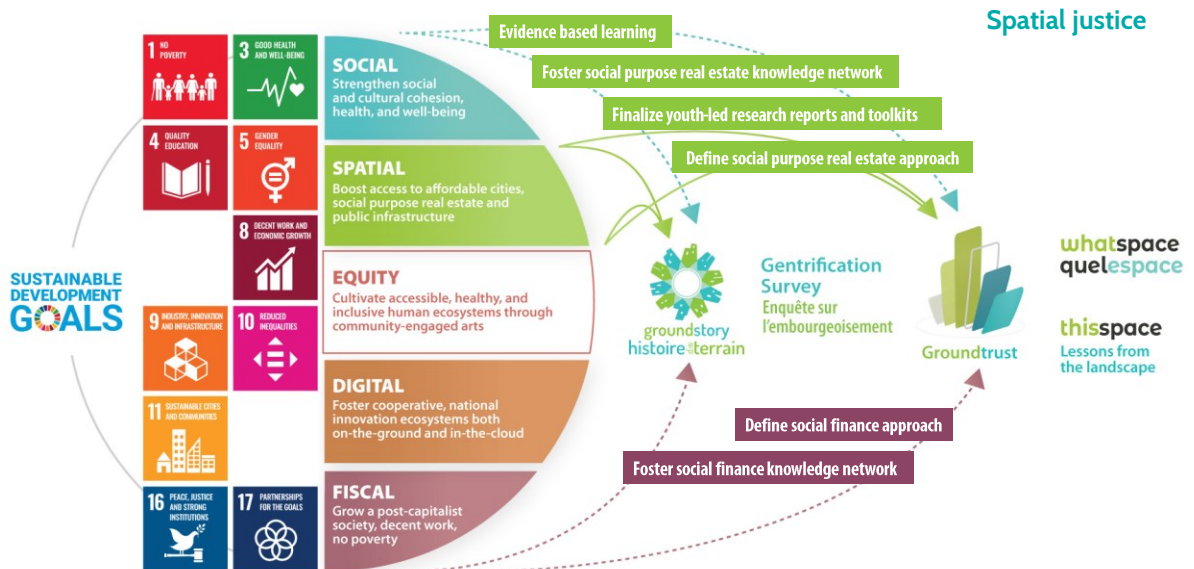 Spatial justice
Evidence based learning
Foster social purpose real estate knowledge network
Finalize youth-led research reports and toolkits
Define social purpose real estate approach
SUSTAINABLE
DEVELOPMENT
GOALS
1 NO
POVERTY
3 GOOD HEALTH
AND WELL-BEING
4 QUALITY
EDUCATION
5 GENDER
EQUALITY
8 DECENT WORK AND
ECONOMIC GROWTH
9 INDUSTRY, INNOVATION
AND INFRASTRUCTURE
10 REDUCED
INEQUALITIES
11 SUSTAINABLE CITIES
AND COMMUNITIES
16 PEACE, JUSTICE
AND STRONG
INSTITUTIONS
17 PARTNERSHIPS
FOR THE GOALS
SOCIAL
Strengthen social
and cultural cohesion,
health, and well-being
SPATIAL
Boost access to affordable cities,
social purpose real estate and
public infrastructure
EQUITY
Cultivate accessible, healthy, and
inclusive human ecosystems through
community-engaged arts
DIGITAL
Foster cooperative, national
innovation ecosystems both
on-the-ground and in-the-cloud
FISCAL
Grow a post-capitalist
society, decent work,
no poverty
groundstory
histoire terrain
Gentrification
Survey
Enquête sur
l'embourgeoisement
Groundtrust
whatspace
quelespace
thisspace
Lessons from
the landscape
Define social finance approach
Foster social finance knowledge network